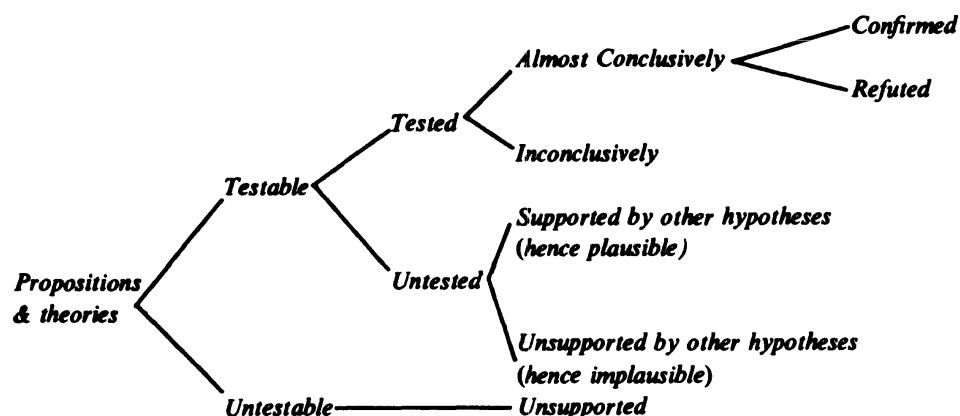 Confirmed
Almost Conclusively
Refuted
Tested
Inconclusively
Testable
Supported by other hypotheses
(hence plausible)
Untested
Propositions
& theories
Unsupported by other hypotheses
(hence implausible)
Untestable
Unsupported